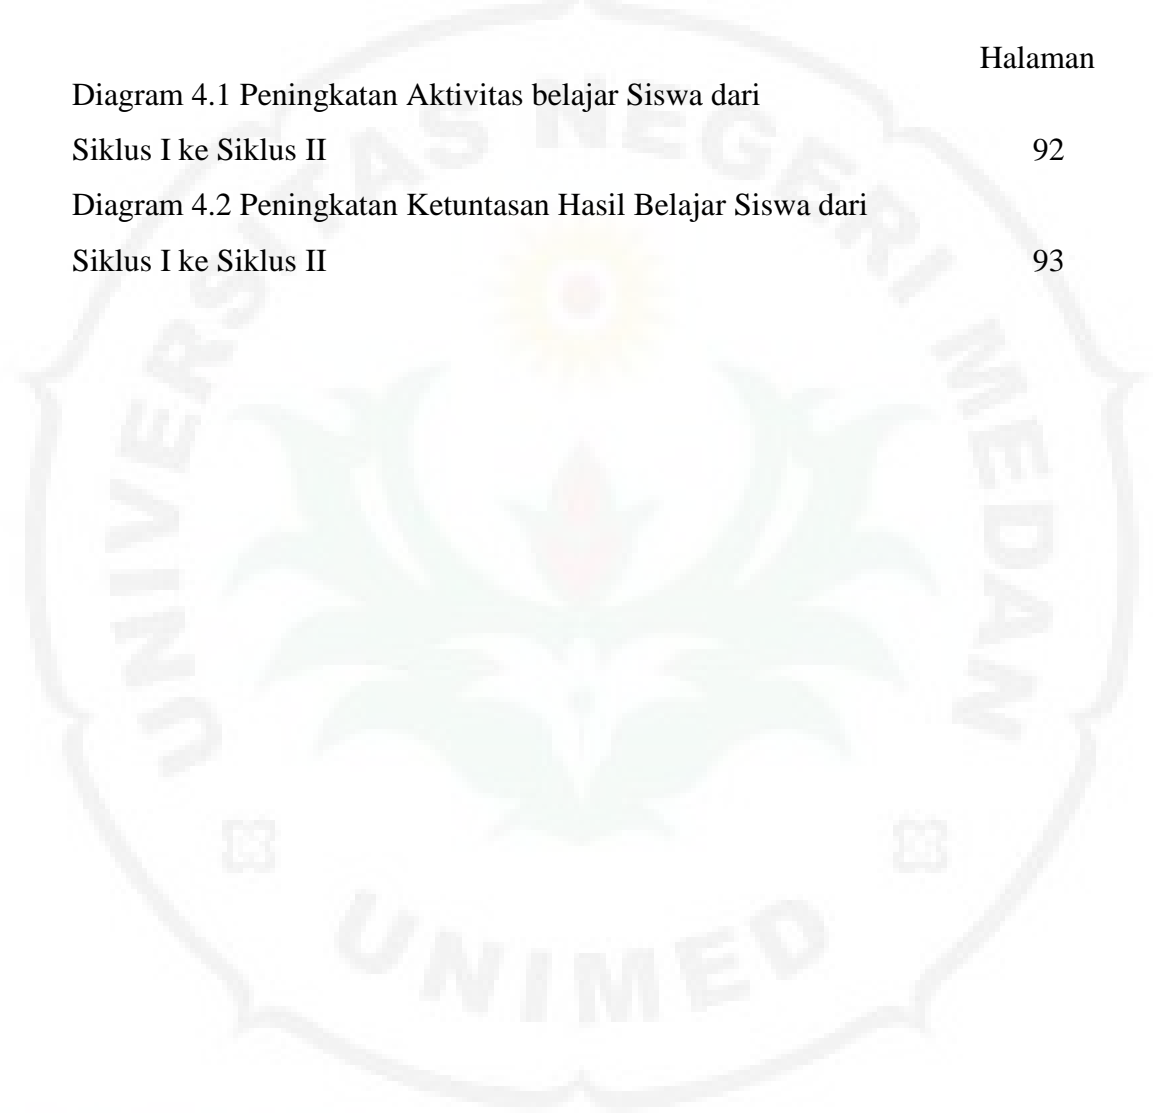 Halaman
Diagram 4.1 Peningkatan Aktivitas belajar Siswa dari
Siklus I ke Siklus II 92
Diagram 4.2 Peningkatan Ketuntasan Hasil Belajar Siswa dari
Siklus I ke Siklus II 93
UNIVERSITAS NEGERI MEDAN
UNIMED